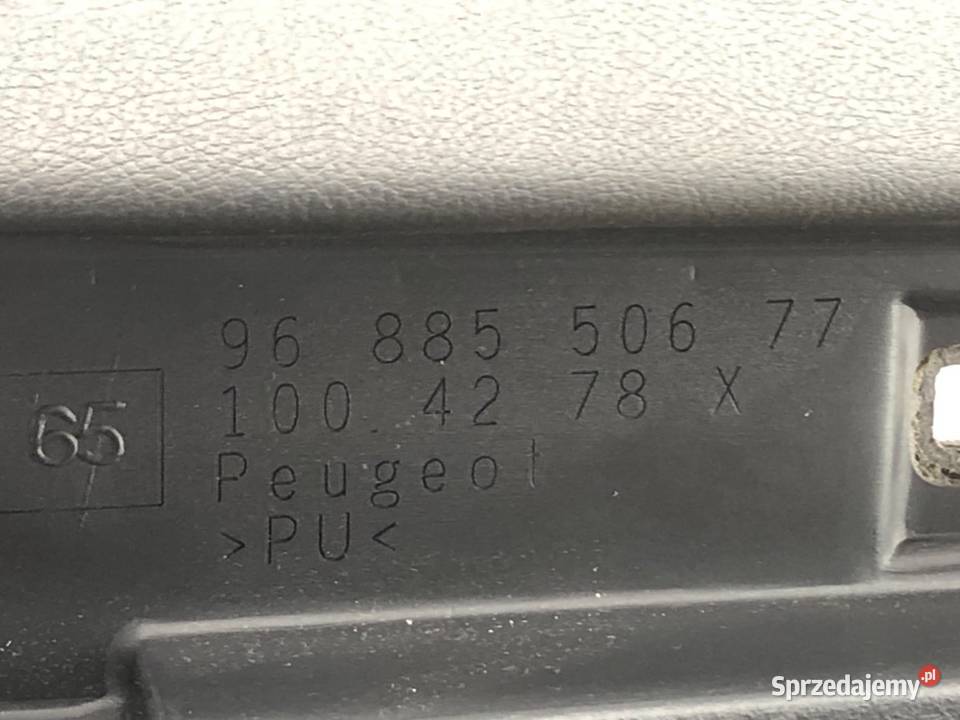 96 885 506 77
65
100.42 78 X
Peugeot
>PU<
Sprzedajemy.pl